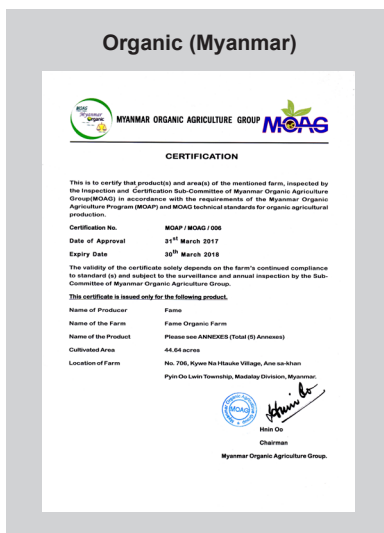 Organic (Myanmar)
MOAG
Myanmar
Organic
MYANMAR ORGANIC AGRICULTURE GROUP
MOAG
CERTIFICATION
This is to certify that product(s) and area(s) of the mentioned farm, inspected by
the Inspection and Certification Sub-Committee of Myanmar Organic Agriculture
Group(MOAG) in accordance with the requirements of the Myanmar Organic
Agriculture Program (MOAP) and MOAG technical standards for organic agricultural
production.
Certification No. MOAP / MOAG / 006
Date of Approval 31st March 2017
Expiry Date 30th March 2018
The validity of the certificate solely depends on the farm's continued compliance
to standard (s) and subject to the surveillance and annual inspection by the Sub-
Committee of Myanmar Organic Agriculture Group.
This certificate is issued only for the following product.
Name of Producer Fame
Name of the Farm Fame Organic Farm
Name of the Product Please see ANNEXES (Total (5) Annexes)
Cultivated Area 44.64 acres
Location of Farm No. 706, Kywe Na Htauke Village, Ane sa-khan
Pyin Oo Lwin Township, Madalay Division, Myanmar.
MOAG
Hnin Oo
Hnin Oo
Chairman
Myanmar Organic Agriculture Group.